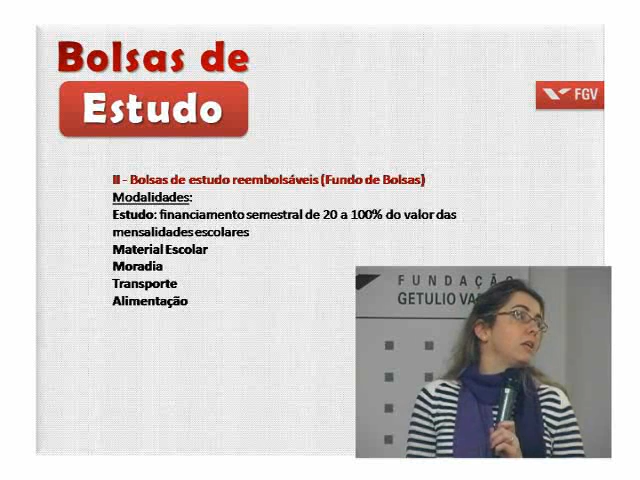 Bolsas de
Estudo
FGV
II - Bolsas de estudo reembolsáveis (Fundo de Bolsas)
Modalidades:
Estudo: financiamento semestral de 20 a 100% do valor das
mensalidades escolares
Material Escolar
Moradia
Transporte
Alimentação
FUNDAÇÃO
GETULIO